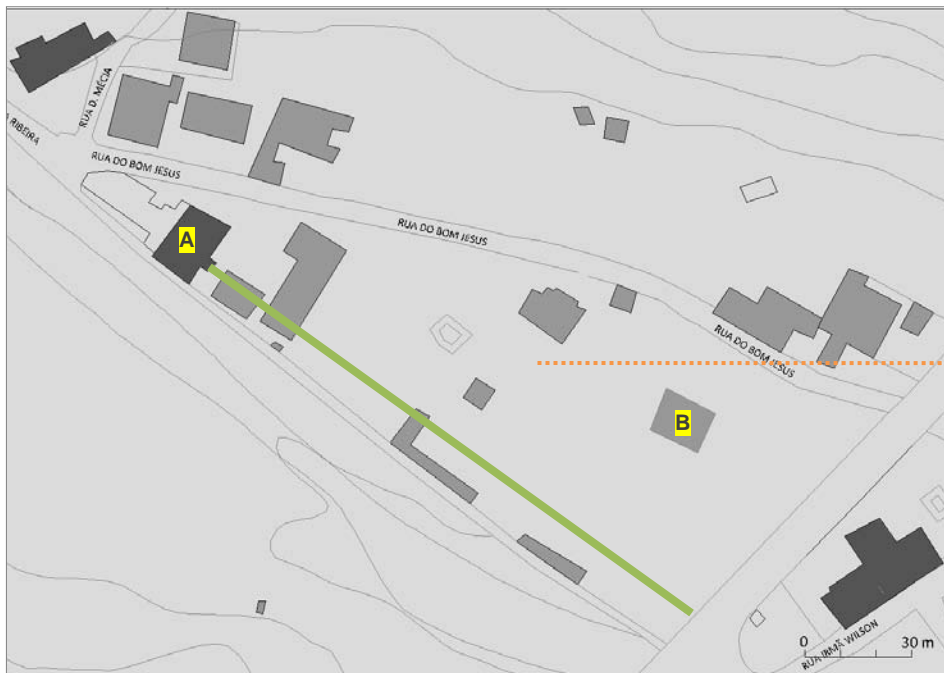 RUA D. MÉCIA
A RIBEIRA
RUA DO BOM JESUS
RUA DO BOM JESUS
A
RUA DO BOM JESUS
B
RUA IRMÃ WILSON
0 30 m